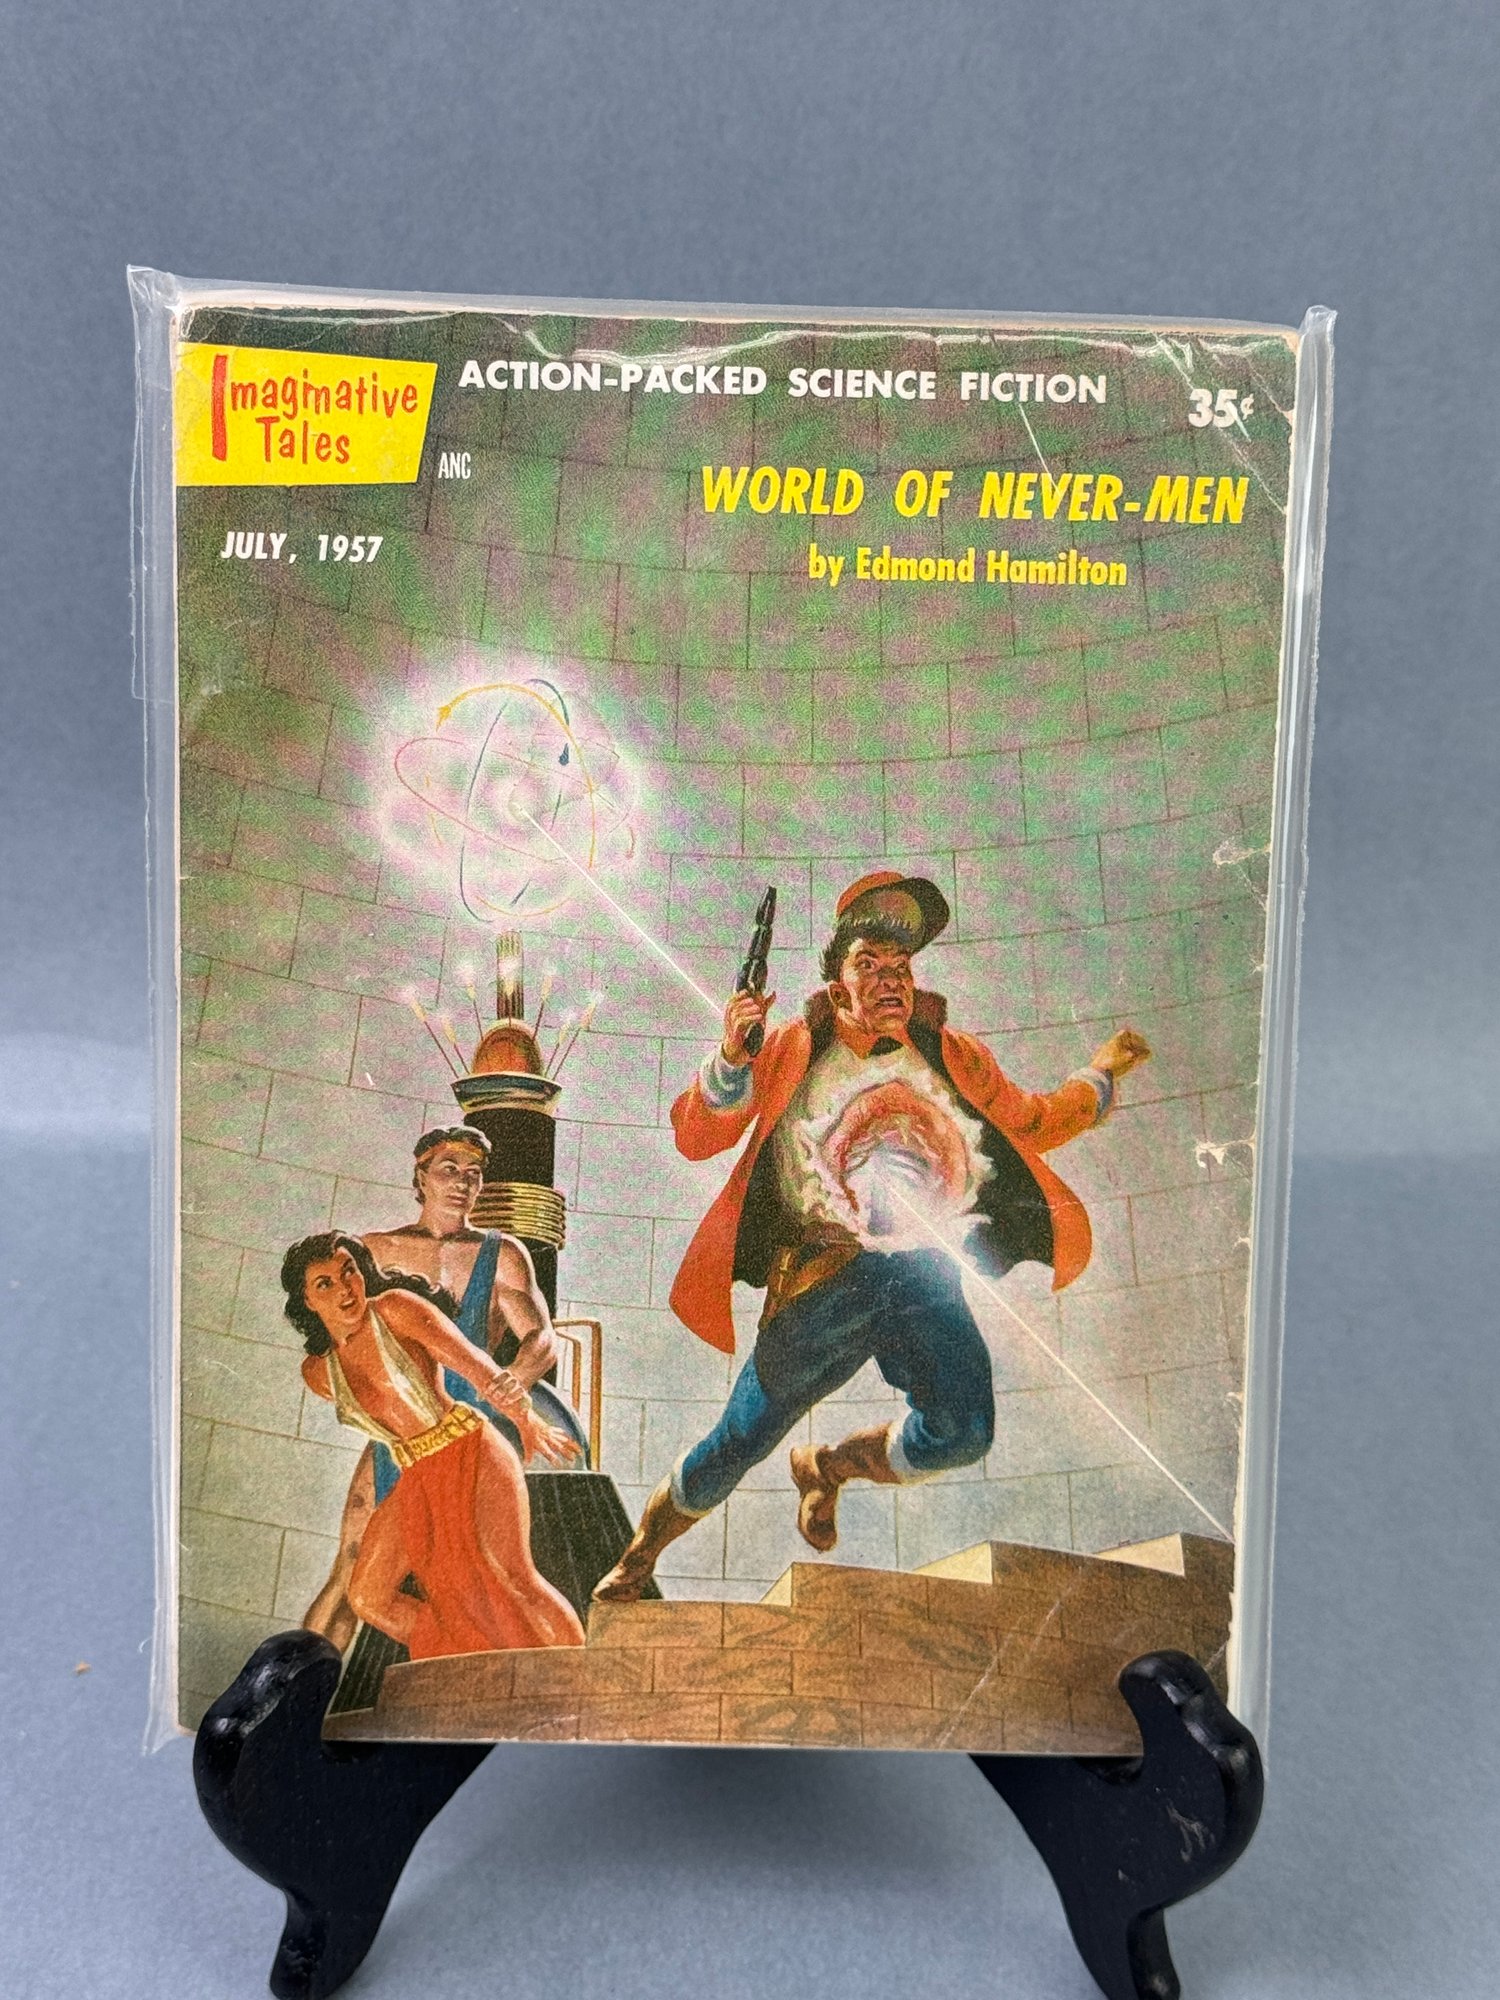 Imaginative
Tales
ACTION-PACKED SCIENCE FICTION
35¢
ANC
WORLD OF NEVER-MEN
JULY, 1957
by Edmond Hamilton